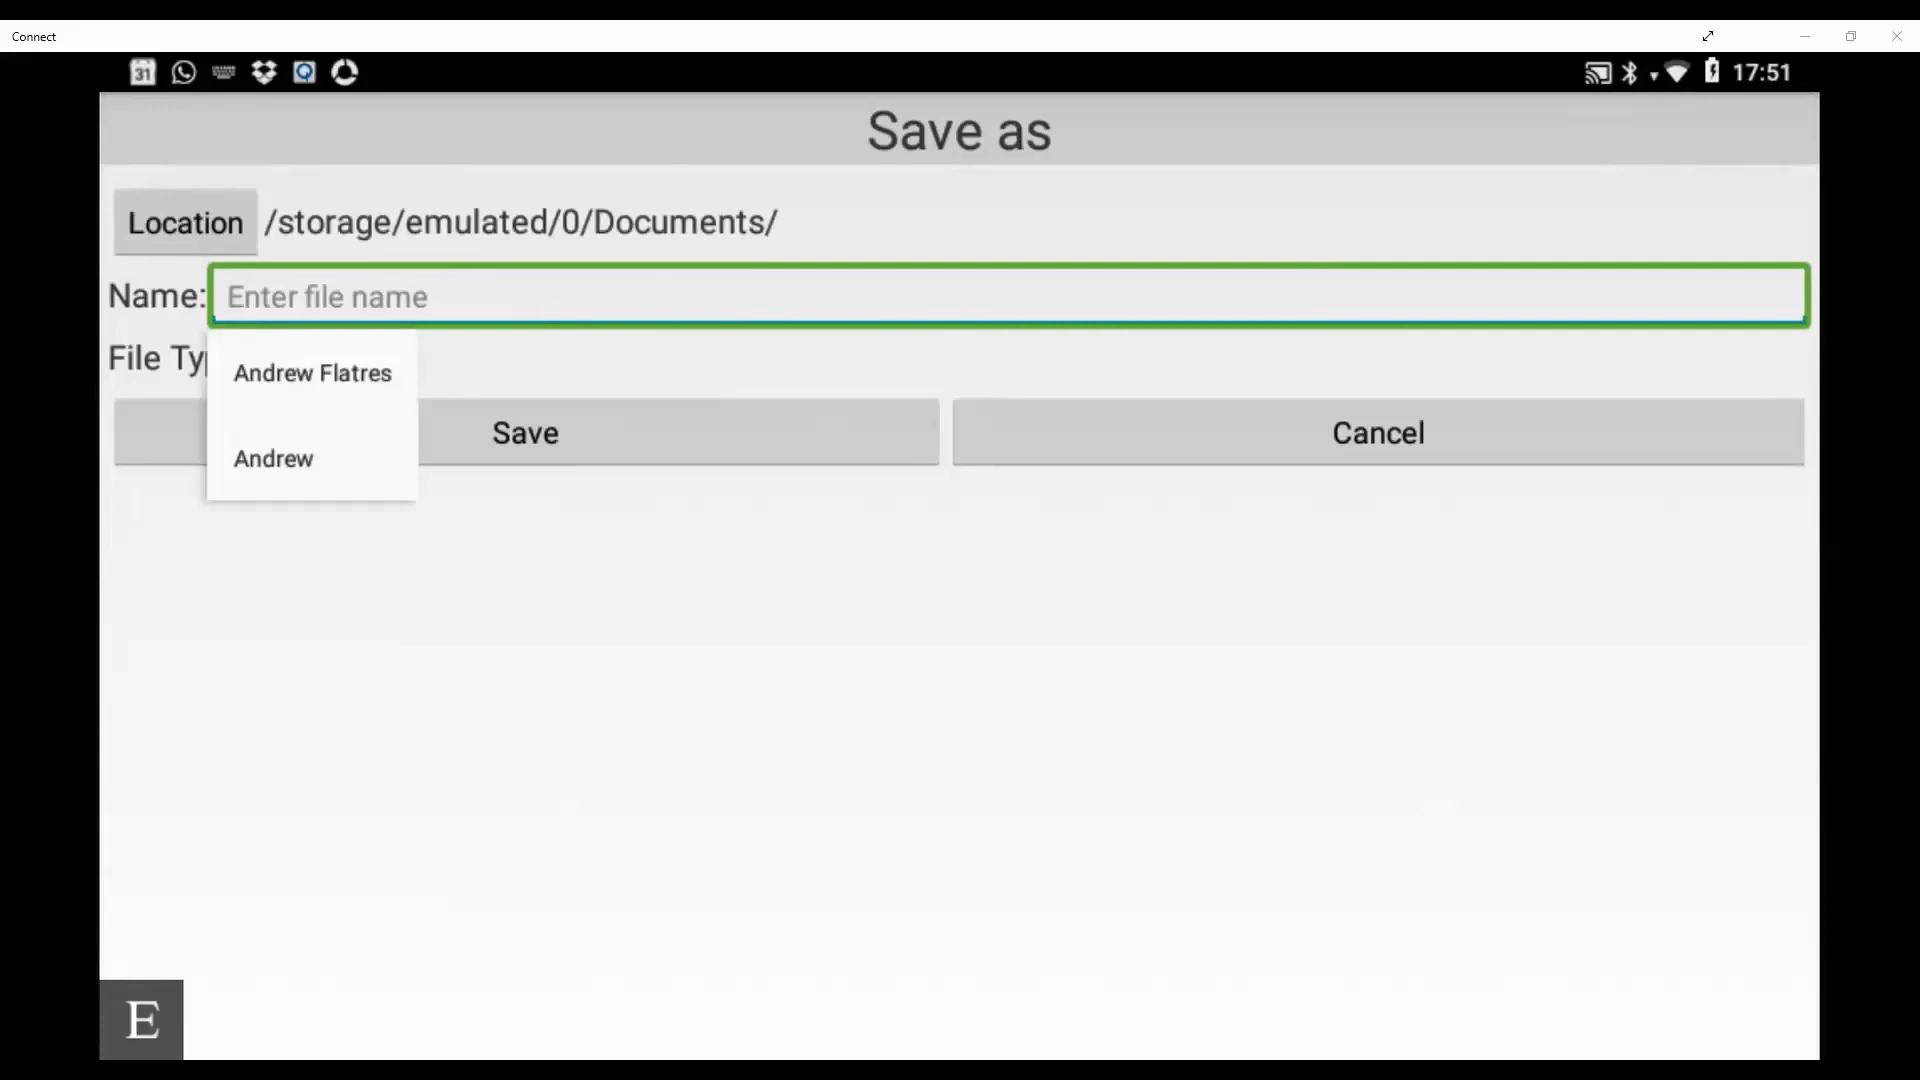 Connect
31
17:51
Save as
Location /storage/emulated/0/Documents/
Name: Enter file name
File Ty
Andrew Flatres
Save Cancel
Andrew
E